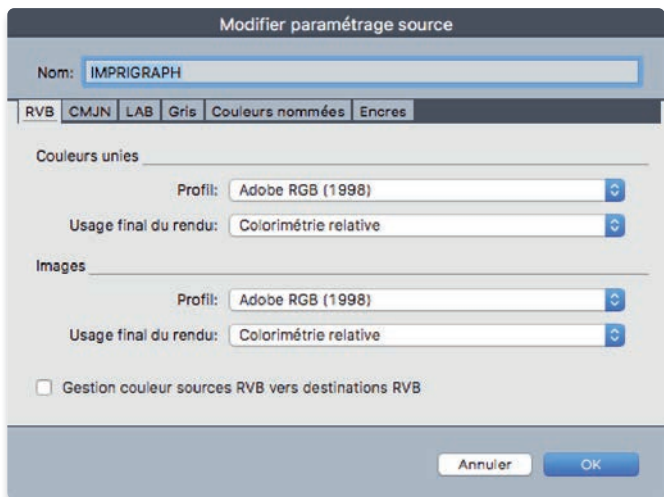 Modifier paramétrage source
Nom: IMPRIGRAPH
RVB CMJN LAB Gris Couleurs nommées Encres
Couleurs unies
Profil: Adobe RGB (1998)
Usage final du rendu: Colorimétrie relative
Images
Profil: Adobe RGB (1998)
Usage final du rendu: Colorimétrie relative
Gestion couleur sources RVB vers destinations RVB
Annuler OK